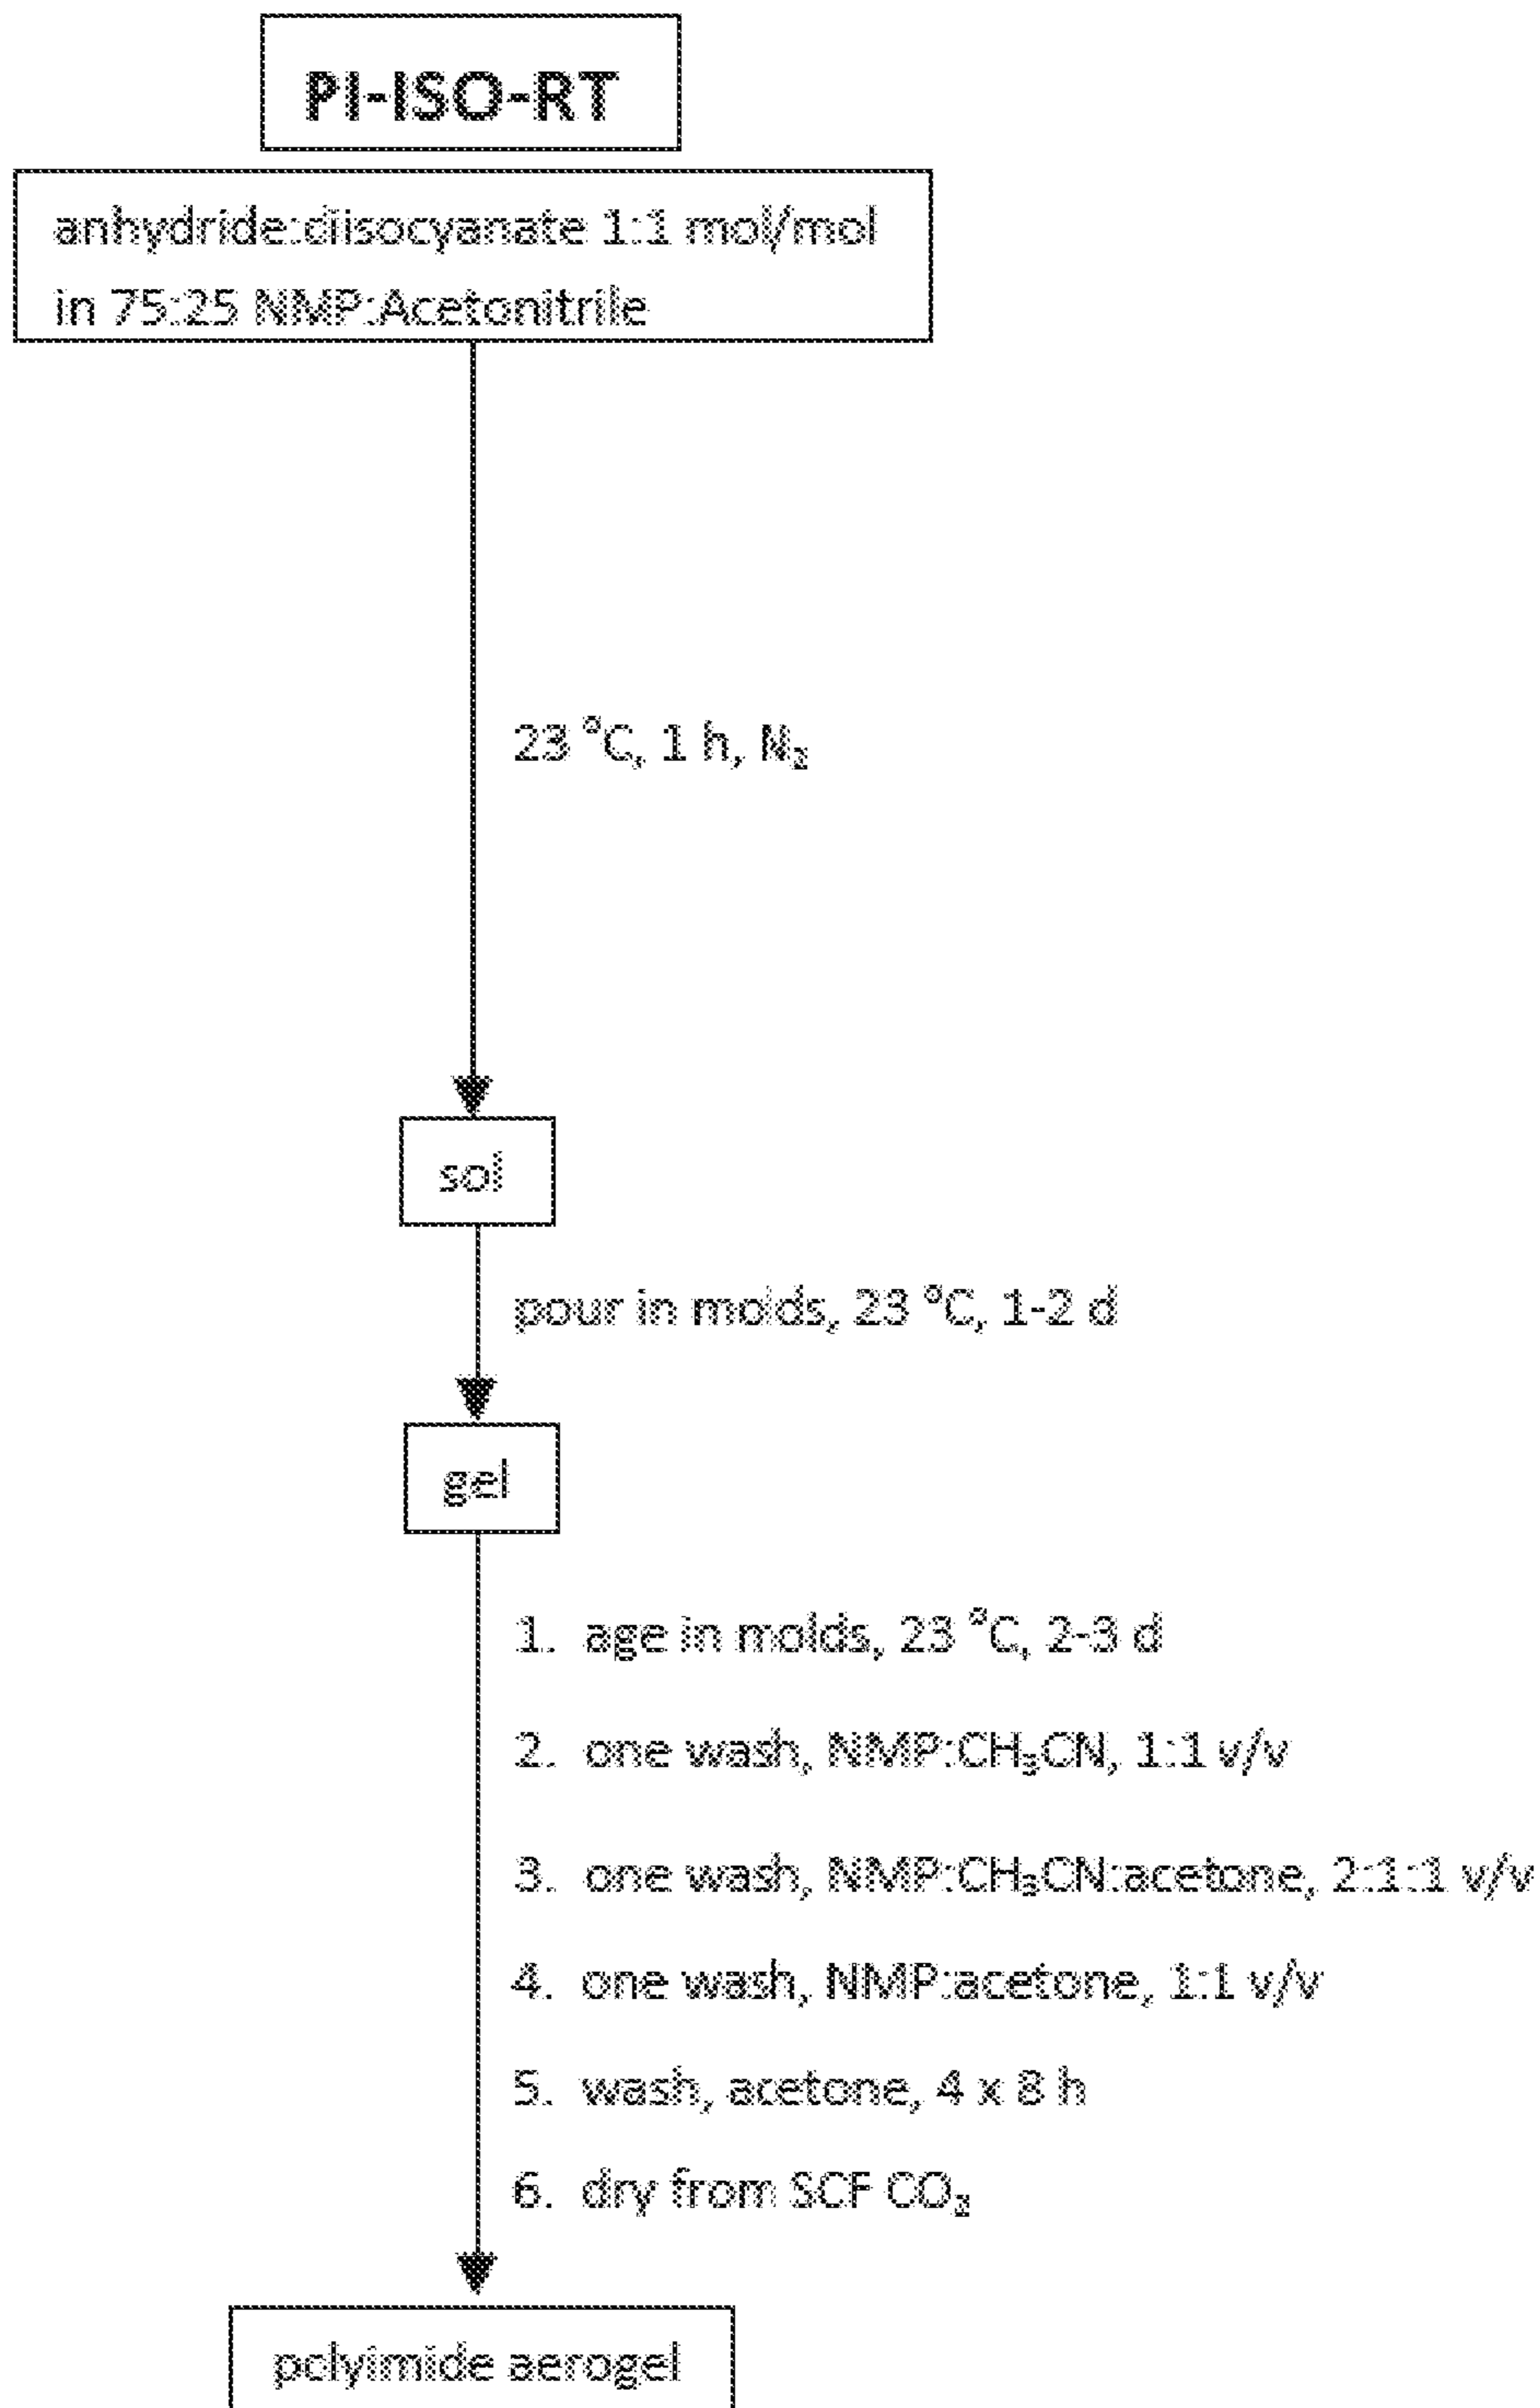 PI-ISO-RT
anhydride:diisocyanate 1:1 mol/mol
in 75:25 NMP:Acetonitrile
23 °C, 1 h, N₂
sol
pour in molds, 23 °C, 1-2 d
gel
1. age in molds, 23 °C, 2-3 d
2. one wash, NMP:CH₃CN, 1:1 v/v
3. one wash, NMP:CH₃CN:acetone, 2:1:1 v/v
4. one wash, NMP:acetone, 1:1 v/v
5. wash, acetone, 4 x 8 h
6. dry from SCF CO₂
polyimide aerogel